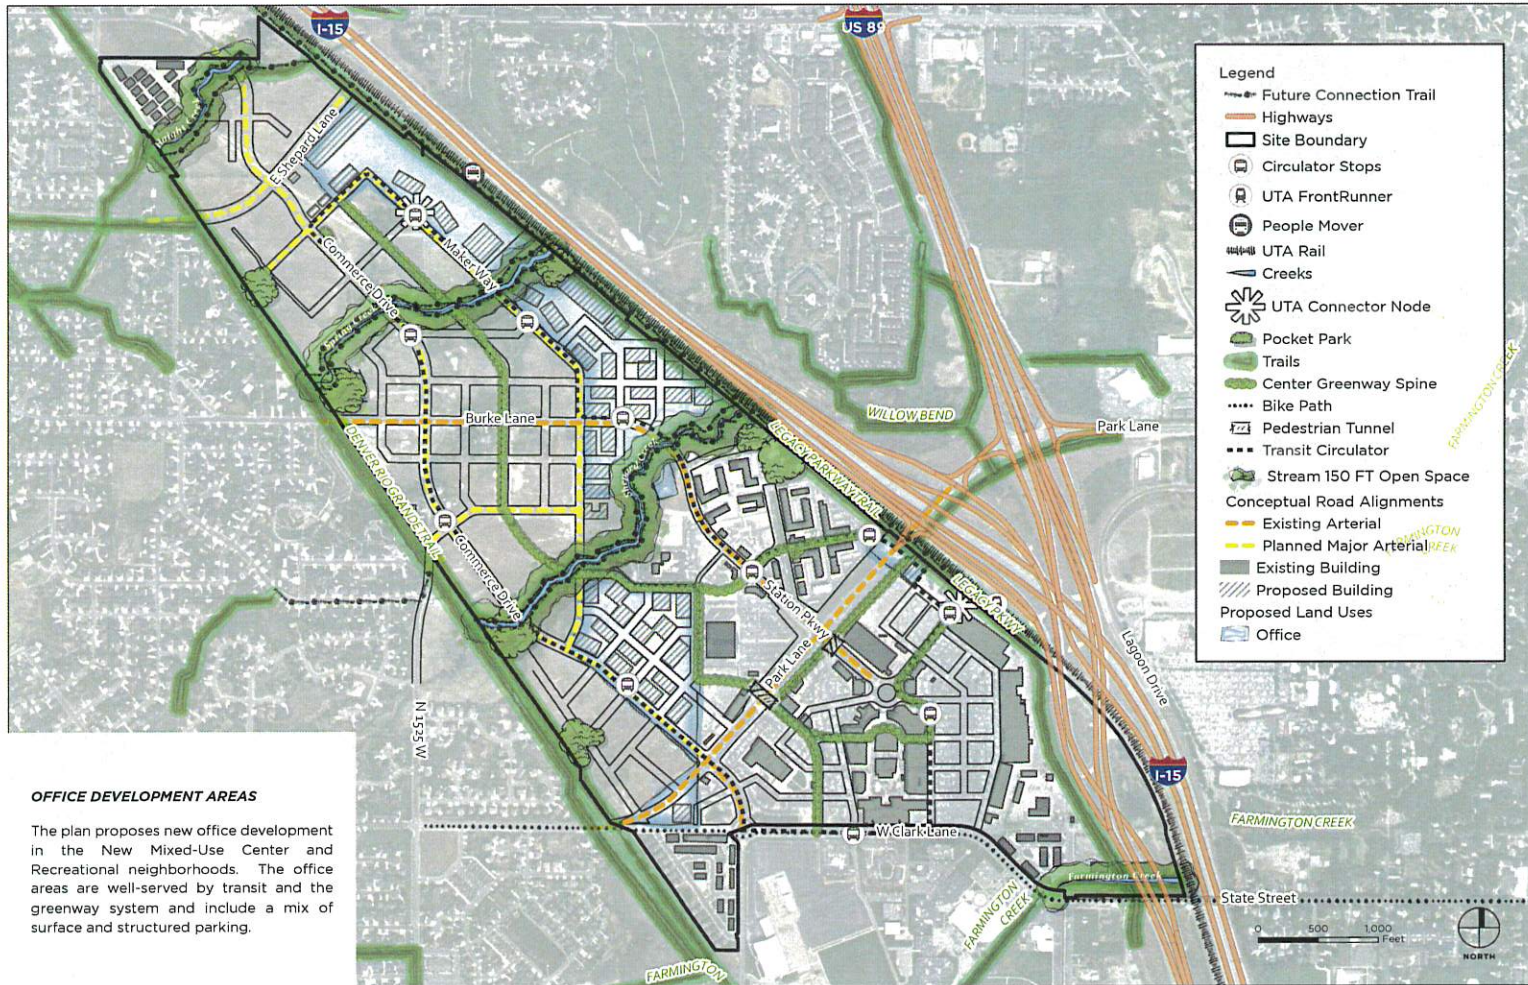 I-15
US 89
Legend
Future Connection Trail
Highways
Site Boundary
Circulator Stops
UTA FrontRunner
People Mover
UTA Rail
Creeks
UTA Connector Node
Pocket Park
Trails
Center Greenway Spine
Bike Path
Pedestrian Tunnel
Transit Circulator
Stream 150 FT Open Space
Conceptual Road Alignments
Existing Arterial
Planned Major Arterial
Existing Building
Proposed Building
Proposed Land Uses
Office
FARMINGTON CREEK
FARMINGTON
CREEK
E Shepard Lane
Commerce Drive
Maker Way
Burke Lane
WILLOW BEND
Park Lane
DENVER RIO GRANDE TRAIL
LEGACY PARKWAY TRAIL
Commerce Drive
Station Pkwy
LEGACY PKWY
Park Lane
Lagoon Drive
N 1525 W
I-15
W Clark Lane
FARMINGTON CREEK
Farmington Creek
FARMINGTON
CREEK
State Street
FARMINGTON
0 500 1,000
Feet
NORTH
OFFICE DEVELOPMENT AREAS
The plan proposes new office development
in the New Mixed-Use Center and
Recreational neighborhoods. The office
areas are well-served by transit and the
greenway system and include a mix of
surface and structured parking.